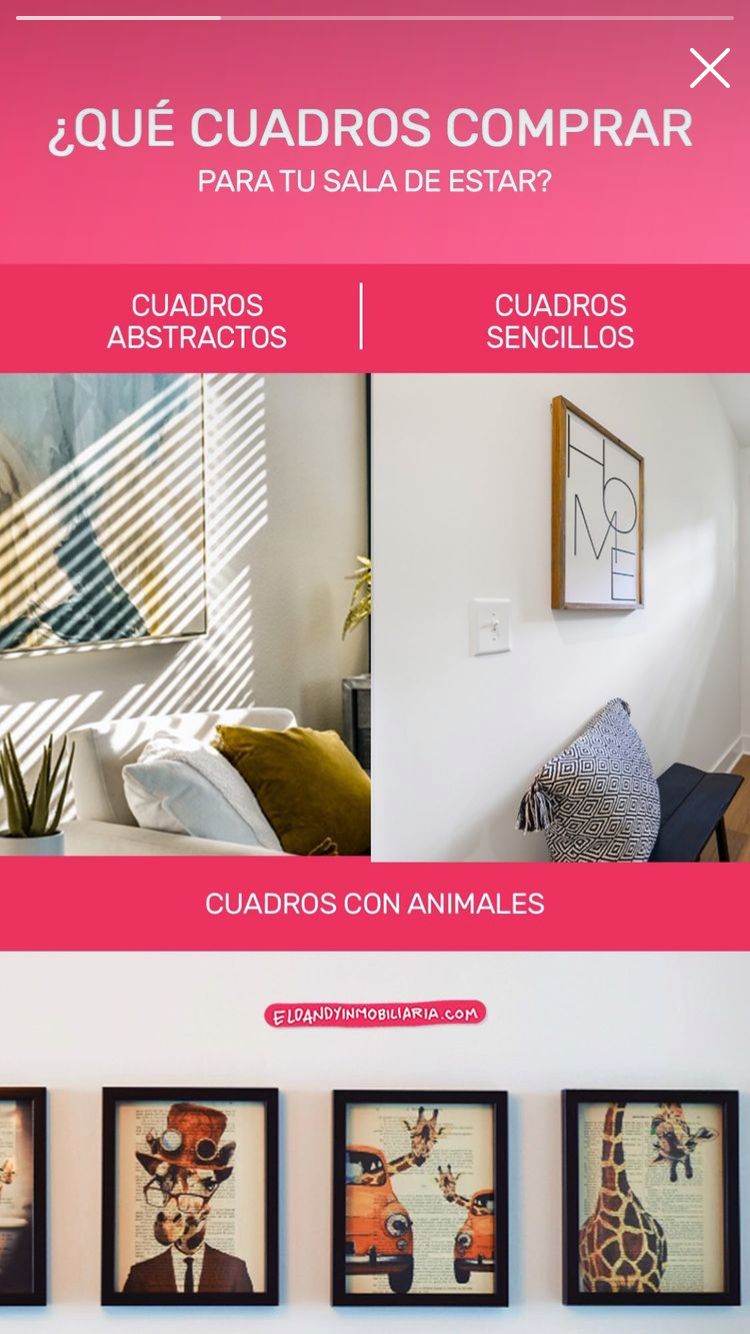 ¿QUÉ CUADROS COMPRAR
PARA TU SALA DE ESTAR?
CUADROS
ABSTRACTOS
CUADROS
SENCILLOS
HOME
CUADROS CON ANIMALES
ELDANDYINMOBILIARIA.COM